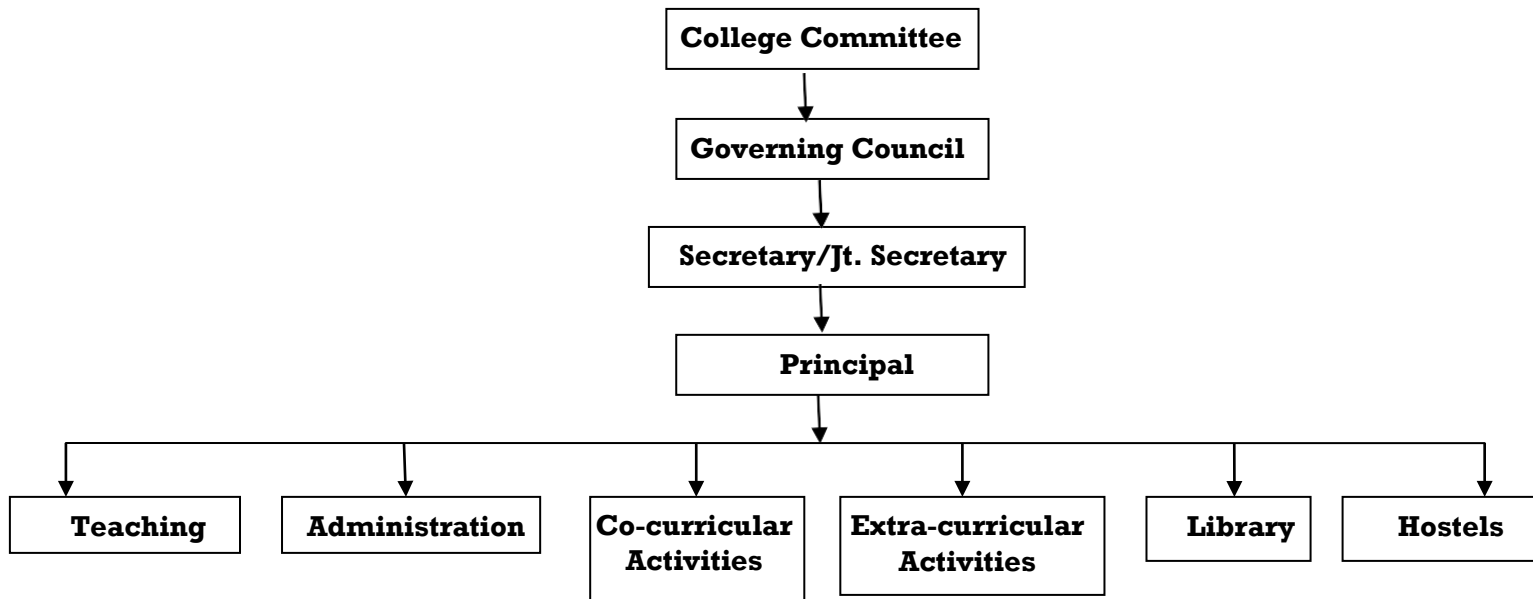 College Committee
Governing Council
Secretary/Jt. Secretary
Principal
Teaching
Administration
Co-curricular
Activities
Extra-curricular
Activities
Library
Hostels